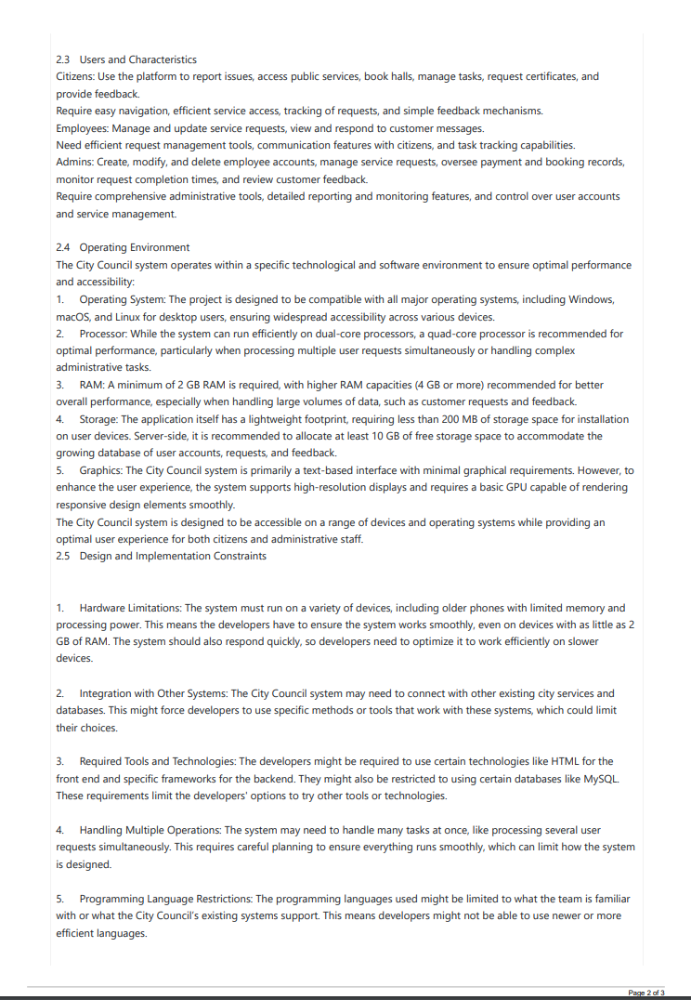 2.3 Users and Characteristics
Citizens: Use the platform to report issues, access public services, book halls, manage tasks, request certificates, and
provide feedback.
Require easy navigation, efficient service access, tracking of requests, and simple feedback mechanisms.
Employees: Manage and update service requests, view and respond to customer messages.
Need efficient request management tools, communication features with citizens, and task tracking capabilities.
Admins: Create, modify, and delete employee accounts, manage service requests, oversee payment and booking records,
monitor request completion times, and review customer feedback.
Require comprehensive administrative tools, detailed reporting and monitoring features, and control over user accounts
and service management.
2.4 Operating Environment
The City Council system operates within a specific technological and software environment to ensure optimal performance
and accessibility:
1. Operating System: The project is designed to be compatible with all major operating systems, including Windows,
macOS, and Linux for desktop users, ensuring widespread accessibility across various devices.
2. Processor: While the system can run efficiently on dual-core processors, a quad-core processor is recommended for
optimal performance, particularly when processing multiple user requests simultaneously or handling complex
administrative tasks.
3. RAM: A minimum of 2 GB RAM is required, with higher RAM capacities (4 GB or more) recommended for better
overall performance, especially when handling large volumes of data, such as customer requests and feedback.
4. Storage: The application itself has a lightweight footprint, requiring less than 200 MB of storage space for installation
on user devices. Server-side, it is recommended to allocate at least 10 GB of free storage space to accommodate the
growing database of user accounts, requests, and feedback.
5. Graphics: The City Council system is primarily a text-based interface with minimal graphical requirements. However, to
enhance the user experience, the system supports high-resolution displays and requires a basic GPU capable of rendering
responsive design elements smoothly.
The City Council system is designed to be accessible on a range of devices and operating systems while providing an
optimal user experience for both citizens and administrative staff.
2.5 Design and Implementation Constraints
1. Hardware Limitations: The system must run on a variety of devices, including older phones with limited memory and
processing power. This means the developers have to ensure the system works smoothly, even on devices with as little as 2
GB of RAM. The system should also respond quickly, so developers need to optimize it to work efficiently on slower
devices.
2. Integration with Other Systems: The City Council system may need to connect with other existing city services and
databases. This might force developers to use specific methods or tools that work with these systems, which could limit
their choices.
3. Required Tools and Technologies: The developers might be required to use certain technologies like HTML for the
front end and specific frameworks for the backend. They might also be restricted to using certain databases like MySQL.
These requirements limit the developers' options to try other tools or technologies.
4. Handling Multiple Operations: The system may need to handle many tasks at once, like processing several user
requests simultaneously. This requires careful planning to ensure everything runs smoothly, which can limit how the system
is designed.
5. Programming Language Restrictions: The programming languages used might be limited to what the team is familiar
with or what the City Council's existing systems support. This means developers might not be able to use newer or more
efficient languages.
Page 2 of 3